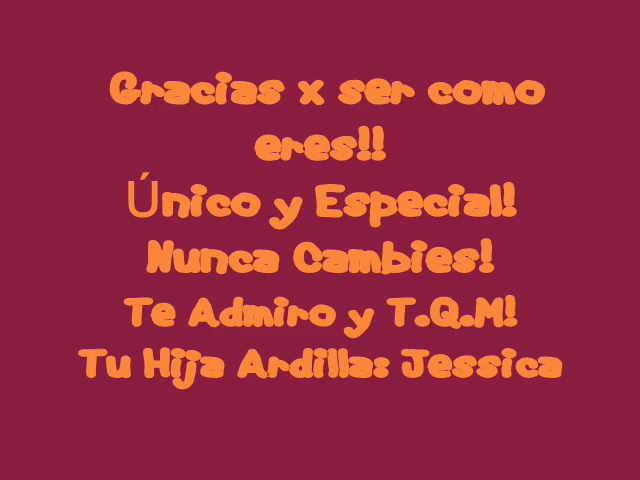 Gracias x ser como
eres!!
Único y Especial!
Nunca Cambies!
Te Admiro y T.Q.M!
Tu Hija Ardilla: Jessica